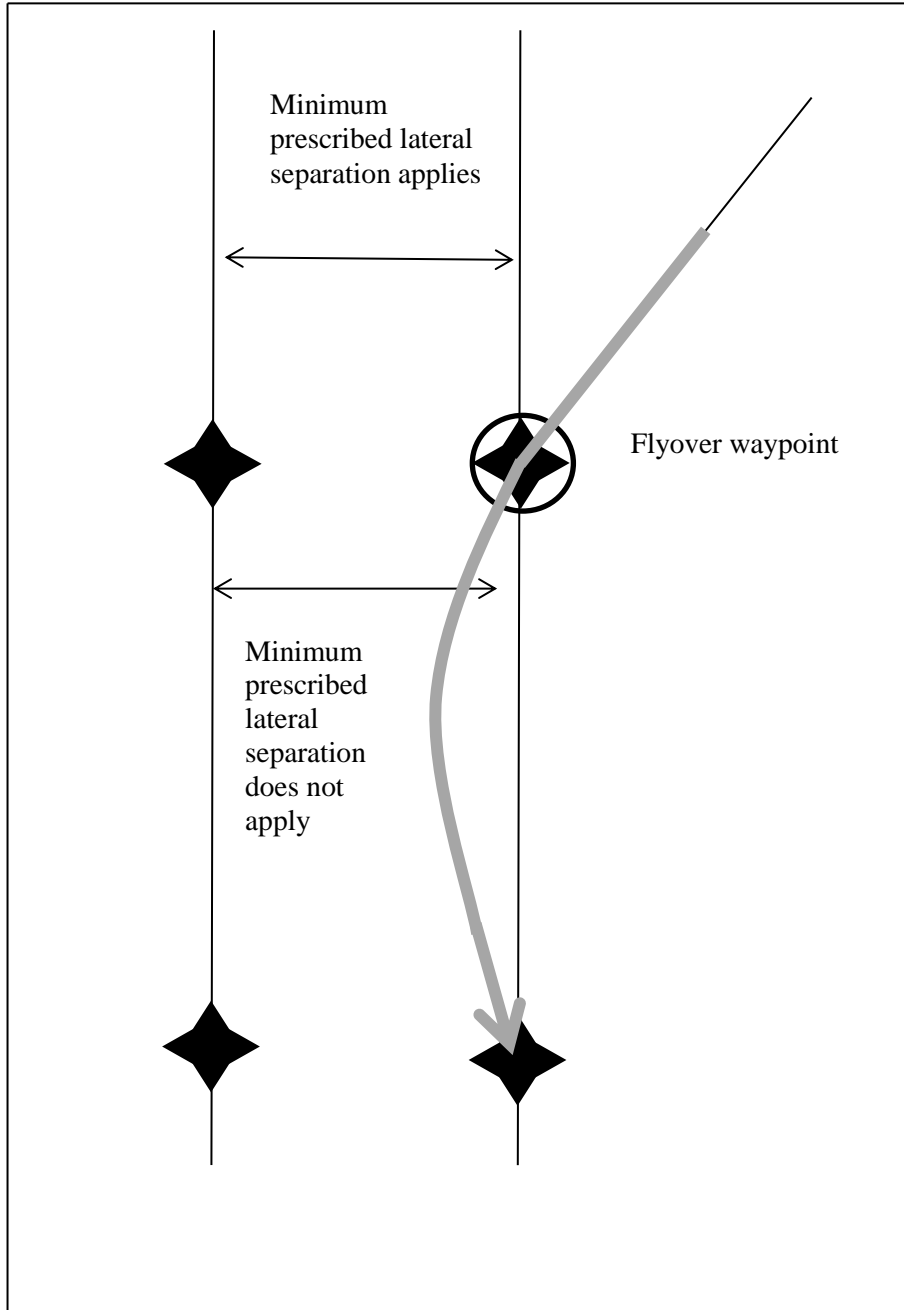 Minimum
prescribed lateral
separation applies
Flyover waypoint
Minimum
prescribed
lateral
separation
does not
apply